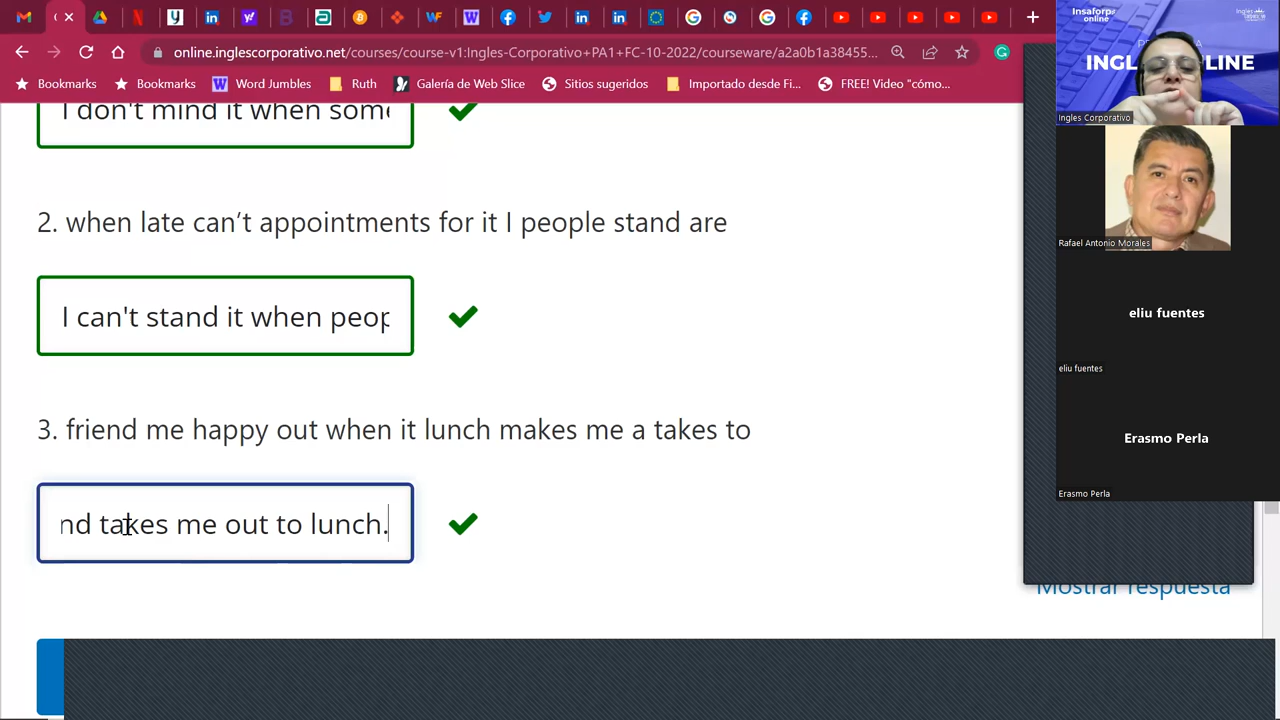 online.inglescorporativo.net/courses/course-v1:Ingles-Corporativo+PA1+FC-10-2022/courseware/a2a0b1a38455...
Bookmarks Bookmarks Word Jumbles Ruth Galería de Web Slice Sitios sugeridos Importado desde Fi... FREE! Video "cómo...
I don't mind it when some
2. when late can't appointments for it I people stand are
I can't stand it when peop
3. friend me happy out when it lunch makes me a takes to
nd takes me out to lunch.
Mostrar respuesta
Insaforp
online
INGL LINE
Ingles Corporativo
Rafael Antonio Morales
eliu fuentes
eliu fuentes
Erasmo Perla
Erasmo Perla